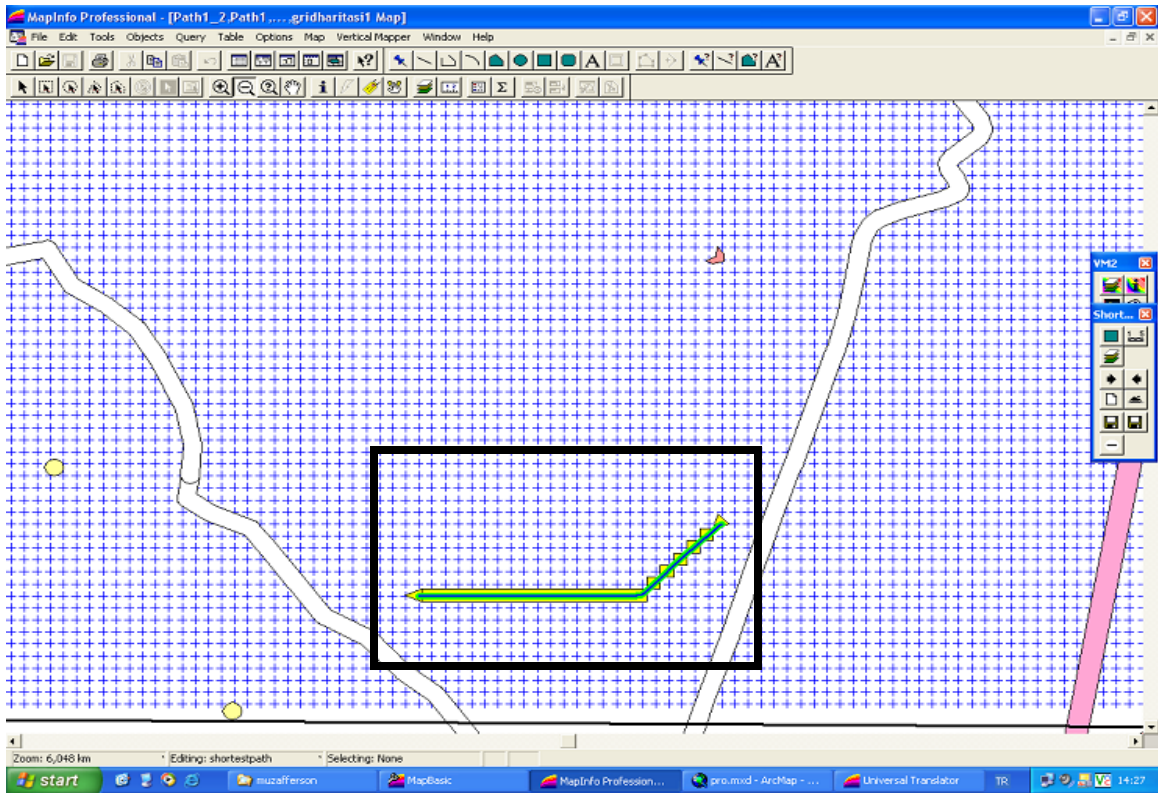 MapInfo Professional - [Path1_2,Path1,...,gridharitasi1 Map]
File Edit Tools Objects Query Table Options Map Vertical Mapper Window Help
VM2
Short...
Zoom: 6,048 km Editing: shortestpath Selecting: None
start muzafferson MapBasic MapInfo Profession... pro.mxd - ArcMap - ... Universal Translator TR 14:27